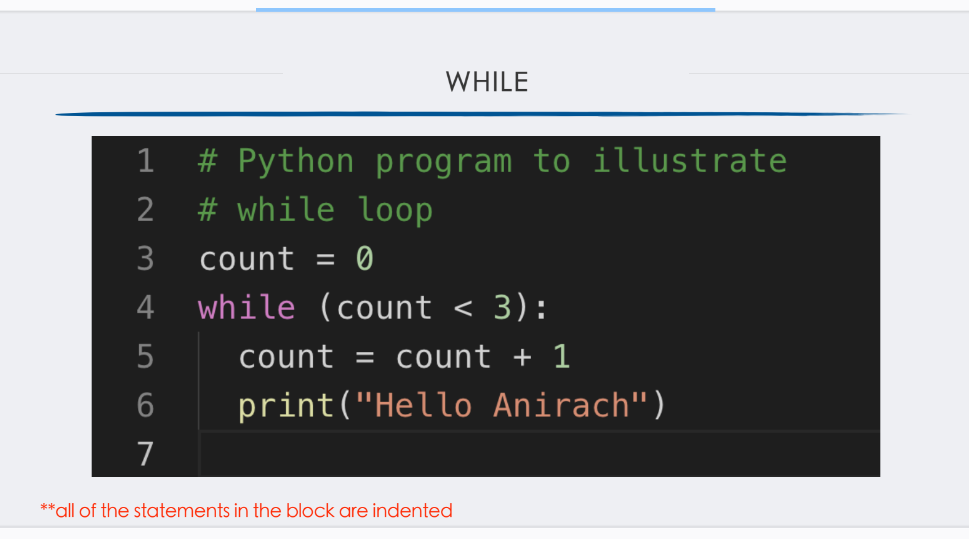 WHILE
1 # Python program to illustrate
2 # while loop
3 count = 0
4 while (count < 3):
5 count = count + 1
6 print("Hello Anirach")
7
**all of the statements in the block are indented